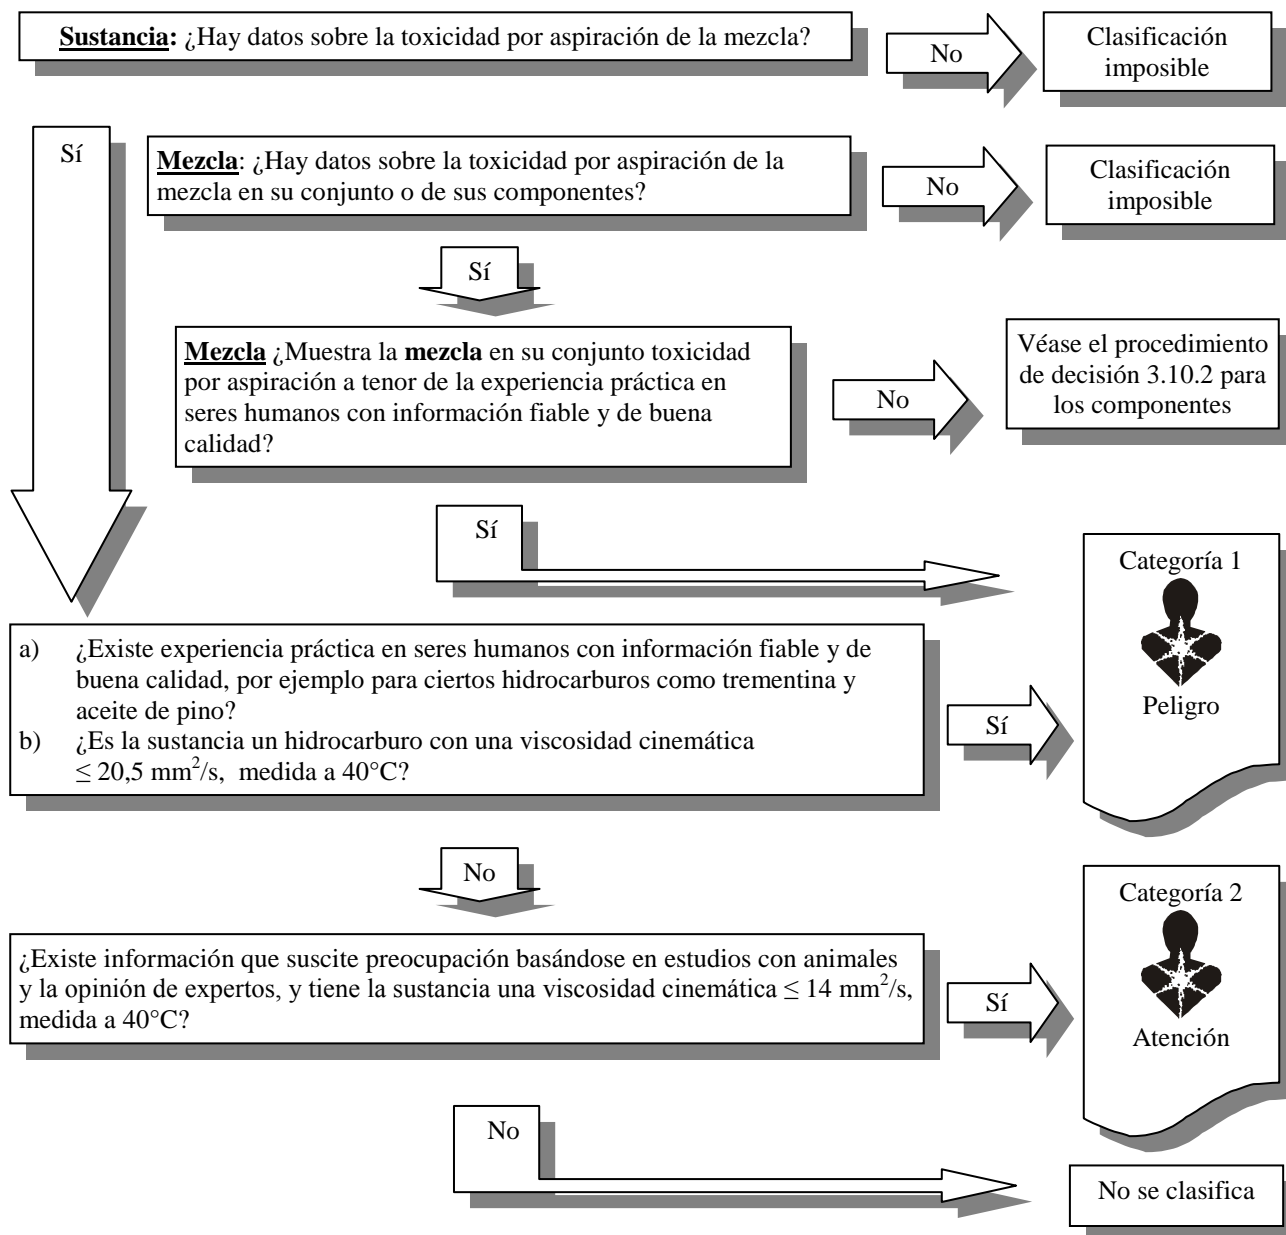 Sustancia: ¿Hay datos sobre la toxicidad por aspiración de la mezcla?
No
Clasificación
imposible
Sí
Mezcla: ¿Hay datos sobre la toxicidad por aspiración de la
mezcla en su conjunto o de sus componentes?
No
Clasificación
imposible
Sí
Mezcla ¿Muestra la mezcla en su conjunto toxicidad
por aspiración a tenor de la experiencia práctica en
seres humanos con información fiable y de buena
calidad?
No
Véase el procedimiento
de decisión 3.10.2 para
los componentes
Sí
Categoría 1
Peligro
a) ¿Existe experiencia práctica en seres humanos con información fiable y de
buena calidad, por ejemplo para ciertos hidrocarburos como trementina y
aceite de pino?
b) ¿Es la sustancia un hidrocarburo con una viscosidad cinemática
≤ 20,5 mm²/s, medida a 40°C?
Sí
No
Categoría 2
Atención
¿Existe información que suscite preocupación basándose en estudios con animales
y la opinión de expertos, y tiene la sustancia una viscosidad cinemática ≤ 14 mm²/s,
medida a 40°C?
Sí
No
No se clasifica